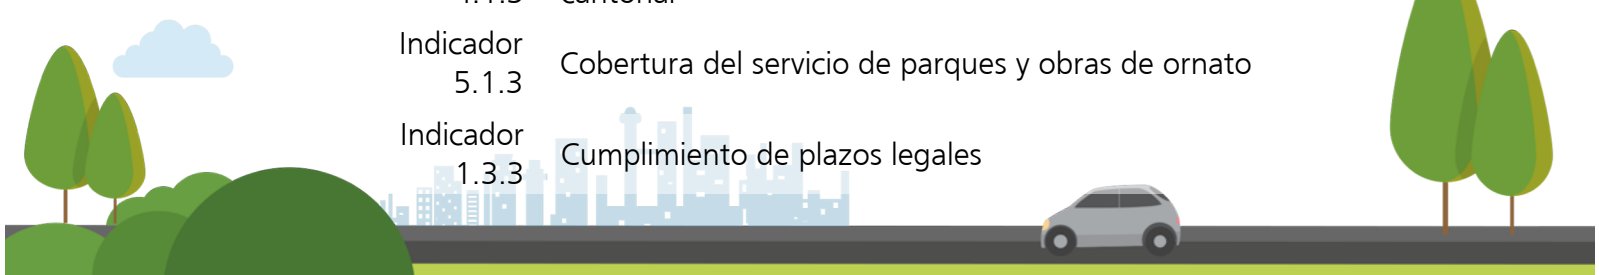 Indicador
5.1.3
Cobertura del servicio de parques y obras de ornato
Indicador
1.3.3
Cumplimiento de plazos legales